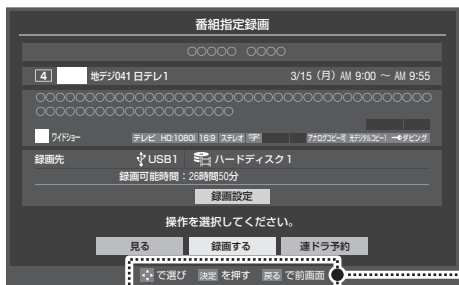 番組指定録画
○○○○○ ○○○○
4 地デジ041 日テレ1 3/15 (月) AM 9:00 ～ AM 9:55
○○○○○○○○○○○○○○○○○○○○○○○○○○○○○○○○○○○○○○○○
○○○○○○○○○○○○○○○○○○○○
ワイドショー テレビ HD:1080i 16:9 ステレオ 字 アナログコピー可 光デジタルコピー1 ダビング
録画先 USB1 ハードディスク1
録画可能時間：26時間50分
録画設定
操作を選択してください。
見る 録画する 連ドラ予約
で選び 決定 を押す 戻る で前画面